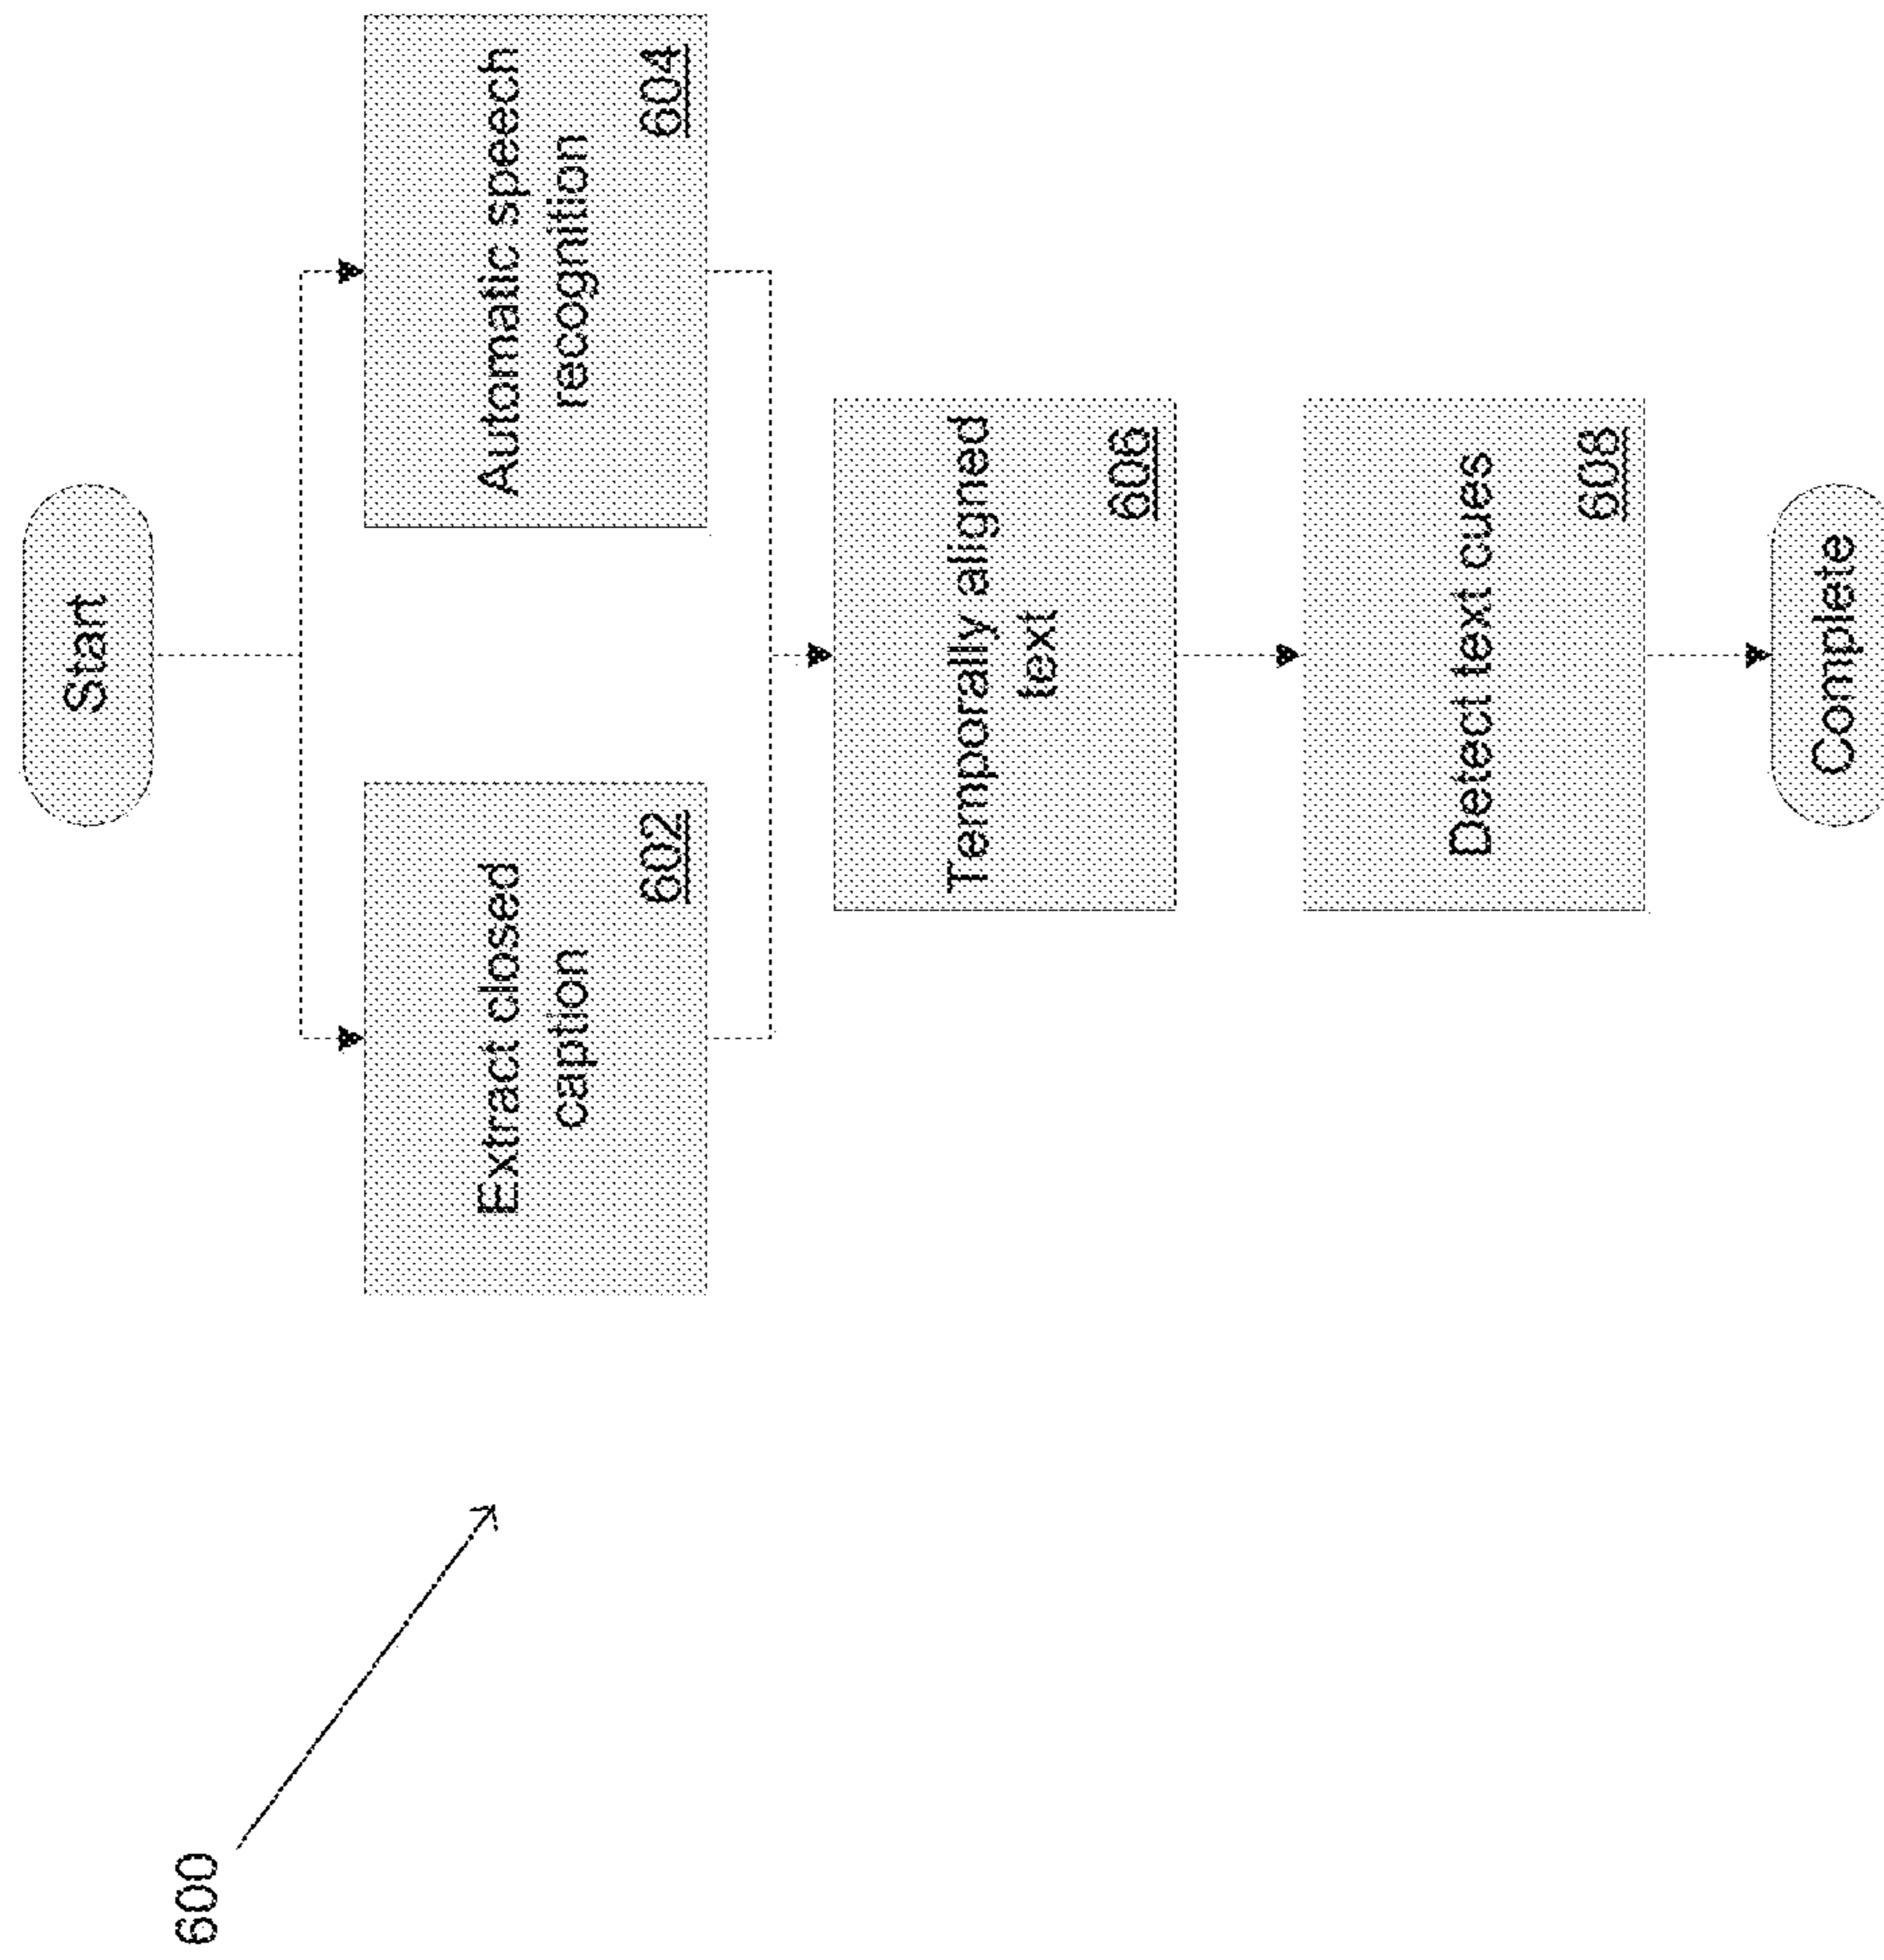 600
Start
Extract closed
caption
602
Automatic speech
recognition
604
Temporally aligned
text
606
Detect text cues
608
Complete